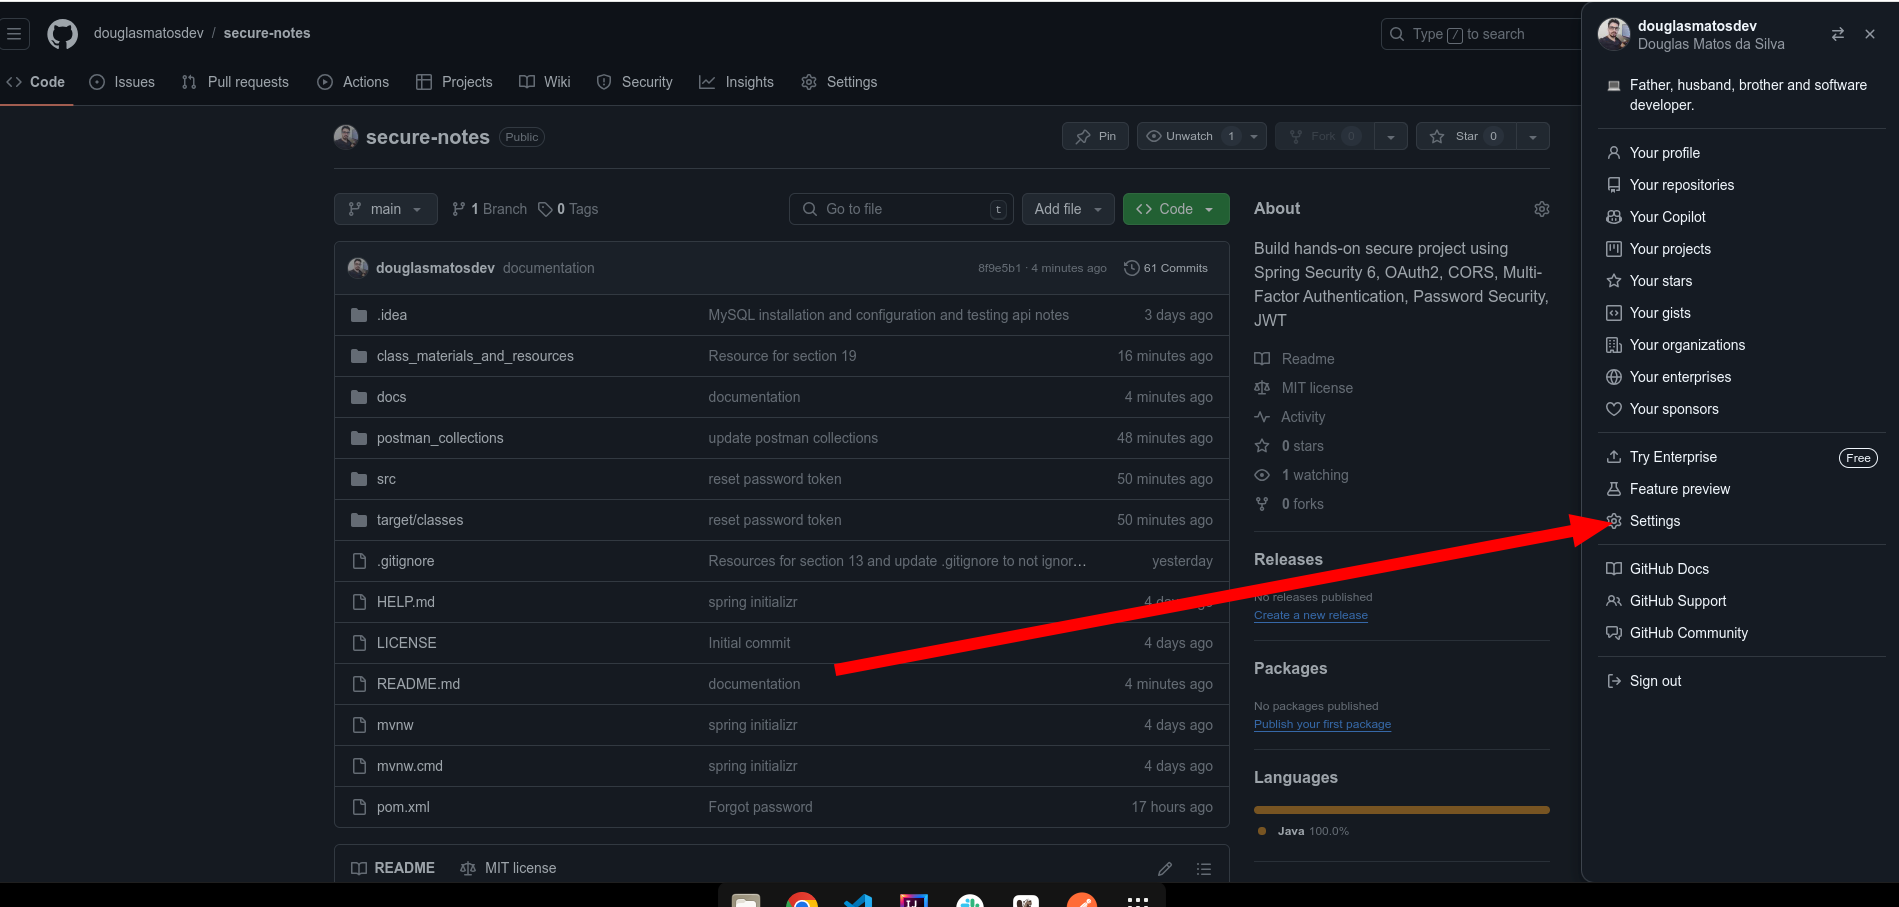 douglasmatosdev / secure-notes
Type / to search
Code Issues Pull requests Actions Projects Wiki Security Insights Settings
secure-notes Public
Pin Unwatch 1 Fork 0 Star 0
main 1 Branch 0 Tags
Go to file t Add file Code
douglasmatosdev documentation 8f9e5b1 · 4 minutes ago 61 Commits
.idea MySQL installation and configuration and testing api notes 3 days ago
class_materials_and_resources Resource for section 19 16 minutes ago
docs documentation 4 minutes ago
postman_collections update postman collections 48 minutes ago
src reset password token 50 minutes ago
target/classes reset password token 50 minutes ago
.gitignore Resources for section 13 and update .gitignore to not ignor... yesterday
HELP.md spring initializr 4 days ago
LICENSE Initial commit 4 days ago
README.md documentation 4 minutes ago
mvnw spring initializr 4 days ago
mvnw.cmd spring initializr 4 days ago
pom.xml Forgot password 17 hours ago
README MIT license
About
Build hands-on secure project using
Spring Security 6, OAuth2, CORS, Multi-
Factor Authentication, Password Security,
JWT
Readme
MIT license
Activity
0 stars
1 watching
0 forks
Releases
No releases published
Create a new release
Packages
No packages published
Publish your first package
Languages
Java 100.0%
douglasmatosdev
Douglas Matos da Silva
Father, husband, brother and software
developer.
Your profile
Your repositories
Your Copilot
Your projects
Your stars
Your gists
Your organizations
Your enterprises
Your sponsors
Try Enterprise Free
Feature preview
Settings
GitHub Docs
GitHub Support
GitHub Community
Sign out